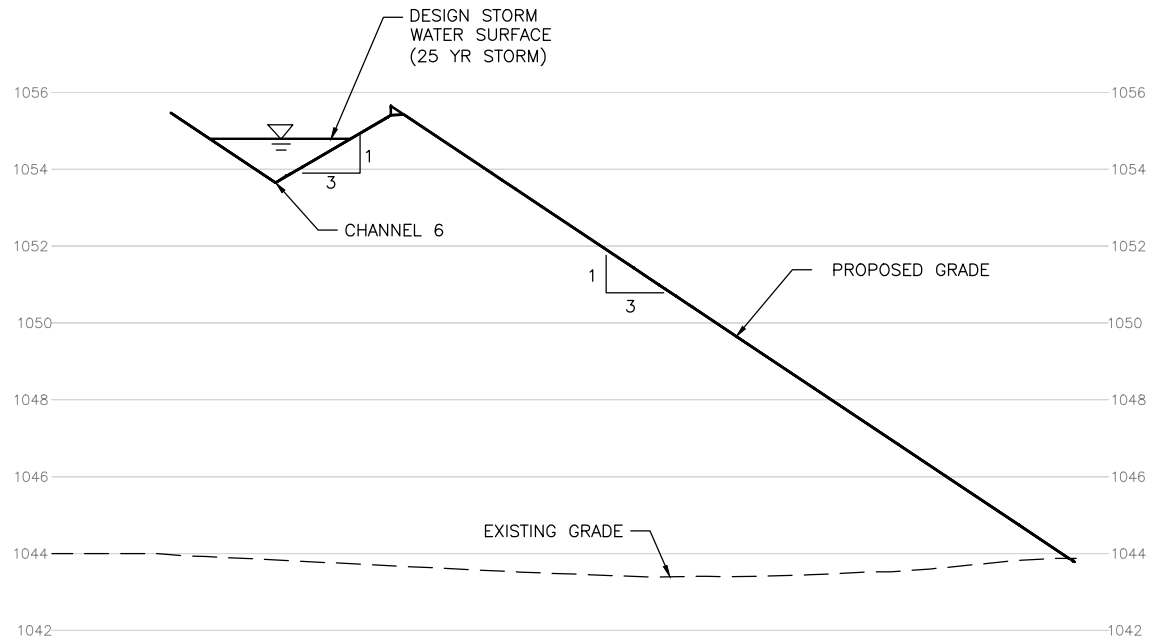 DESIGN STORM
WATER SURFACE
(25 YR STORM)
1056 1056
1054 1 1054
3
CHANNEL 6
1052 1052
1 PROPOSED GRADE
3
1050 1050
1048 1048
1046 1046
EXISTING GRADE
1044 1044
1042 1042